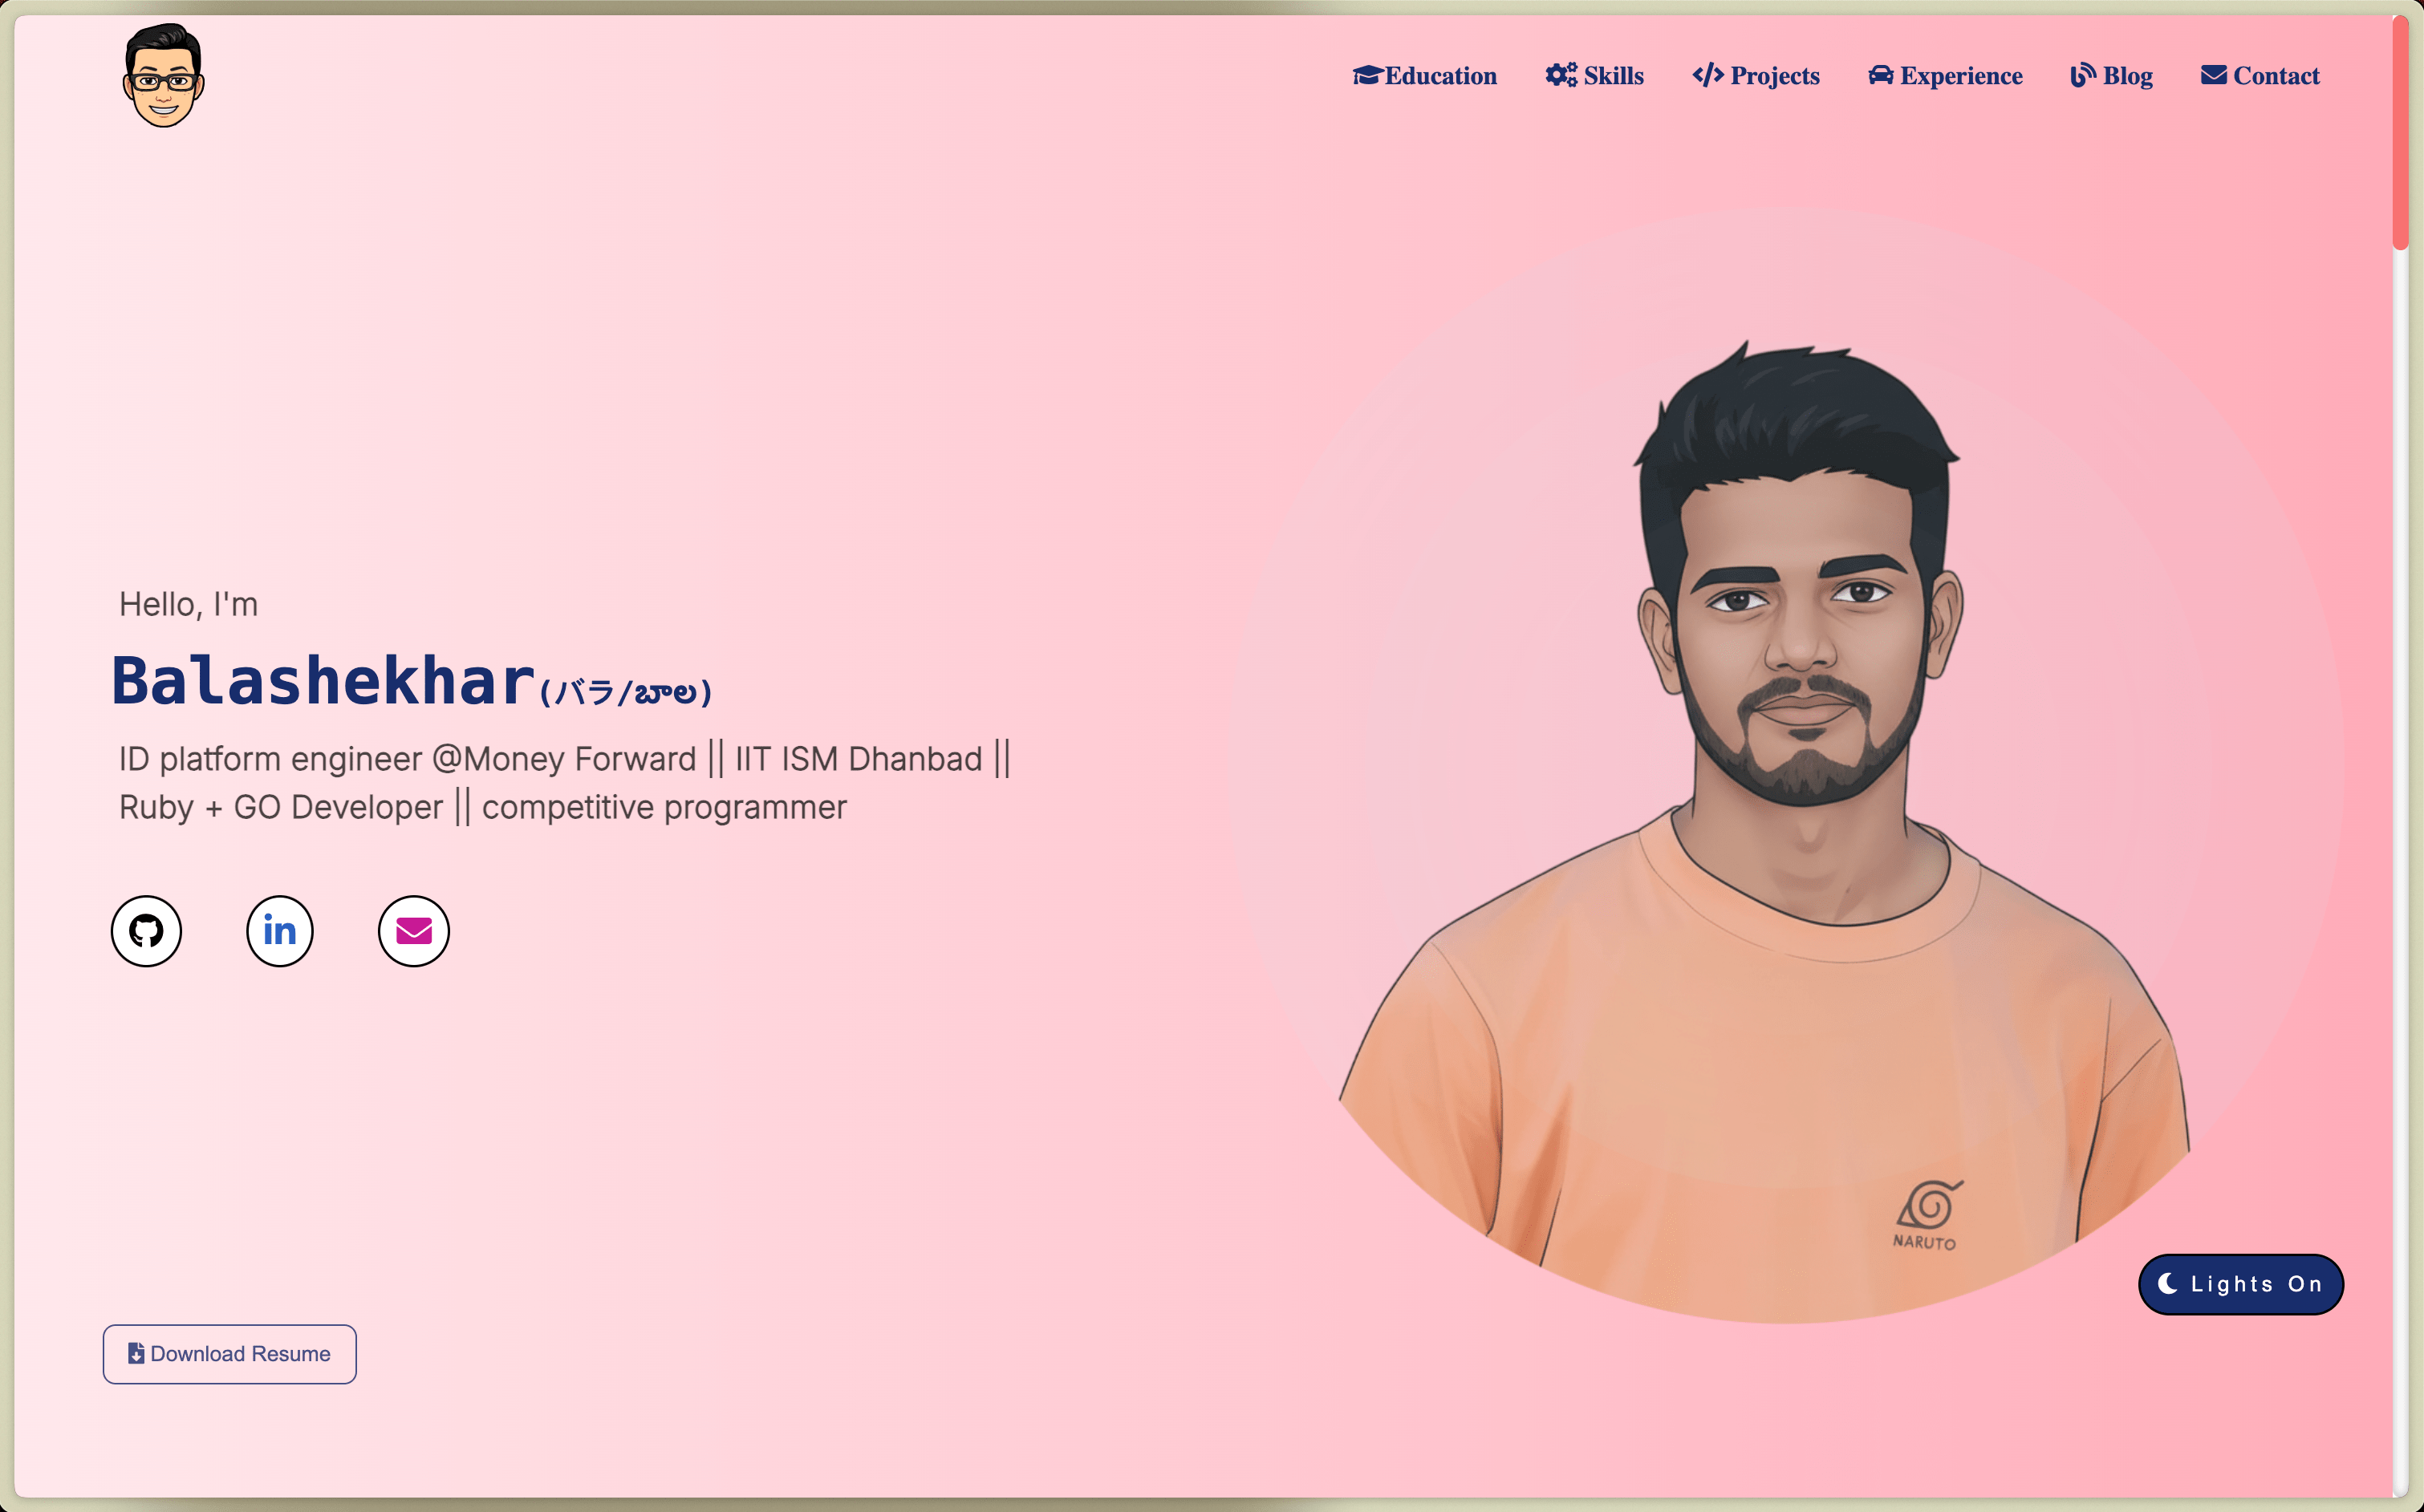 Education Skills Projects Experience Blog Contact
Hello, I'm
Balashekhar(バラ/బాల)
ID platform engineer @Money Forward || IIT ISM Dhanbad ||
Ruby + GO Developer || competitive programmer
in
NARUTO
Lights On
Download Resume